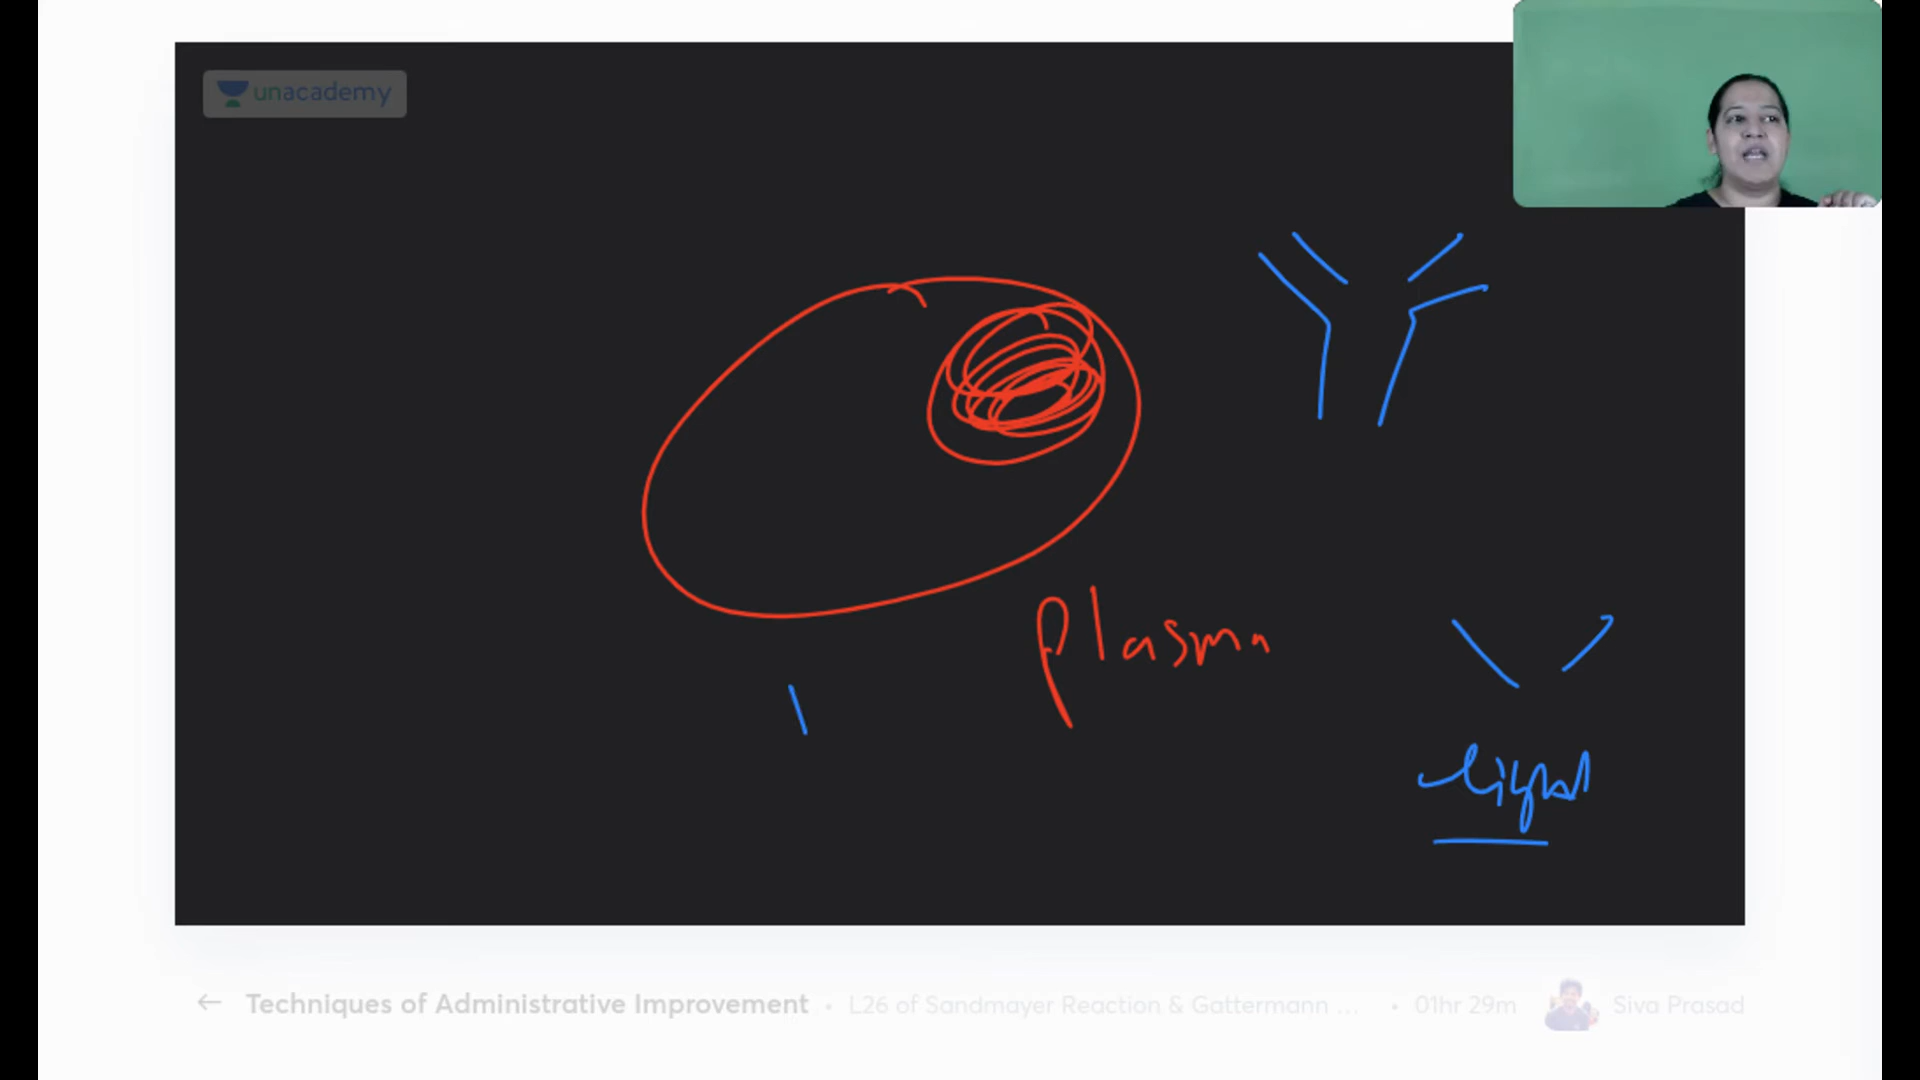 unacademy
Plasma
Techniques of Administrative Improvement • L26 of Sandmayer Reaction & Gattermann ... • 01hr 29m Siva Prasad